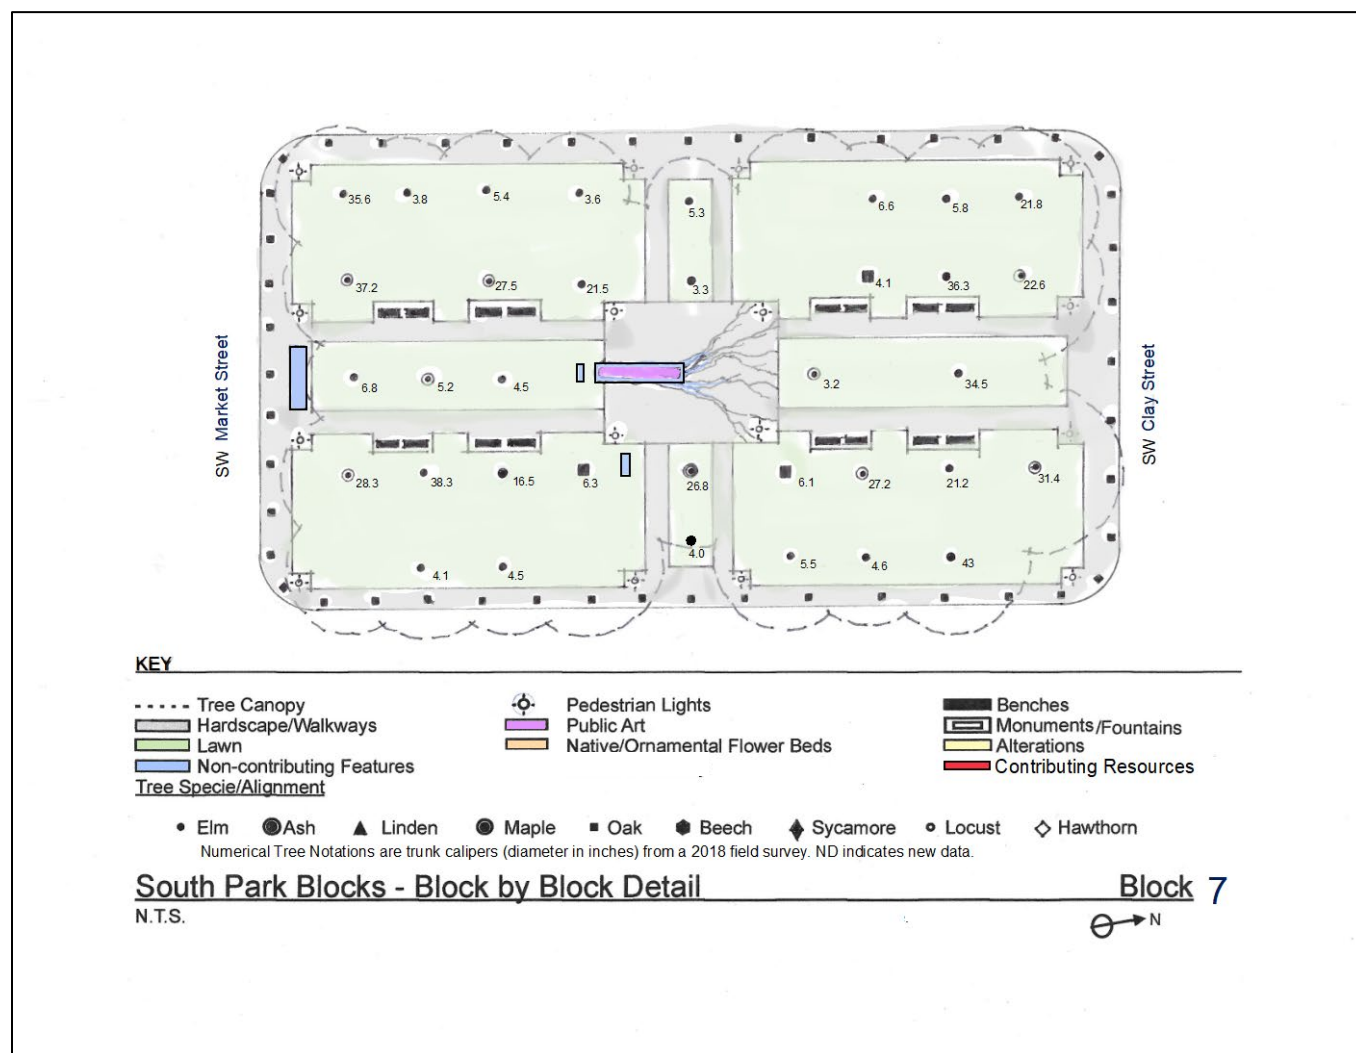 35.6 3.8 5.4 3.6 5.3 6.6 5.8 21.8
37.2 27.5 21.5 3.3 4.1 36.3 22.6
SW Market Street
6.8 5.2 4.5 3.2 34.5
SW Clay Street
28.3 38.3 16.5 6.3 26.8 6.1 27.2 21.2 31.4
4.1 4.5 4.0 5.5 4.6 43
KEY
Tree Canopy Pedestrian Lights Benches
Hardscape/Walkways Public Art Monuments/Fountains
Lawn Native/Ornamental Flower Beds Alterations
Non-contributing Features Contributing Resources
Tree Specie/Alignment
Elm Ash Linden Maple Oak Beech Sycamore Locust Hawthorn
Numerical Tree Notations are trunk calipers (diameter in inches) from a 2018 field survey. ND indicates new data.
South Park Blocks - Block by Block Detail Block 7
N.T.S. N